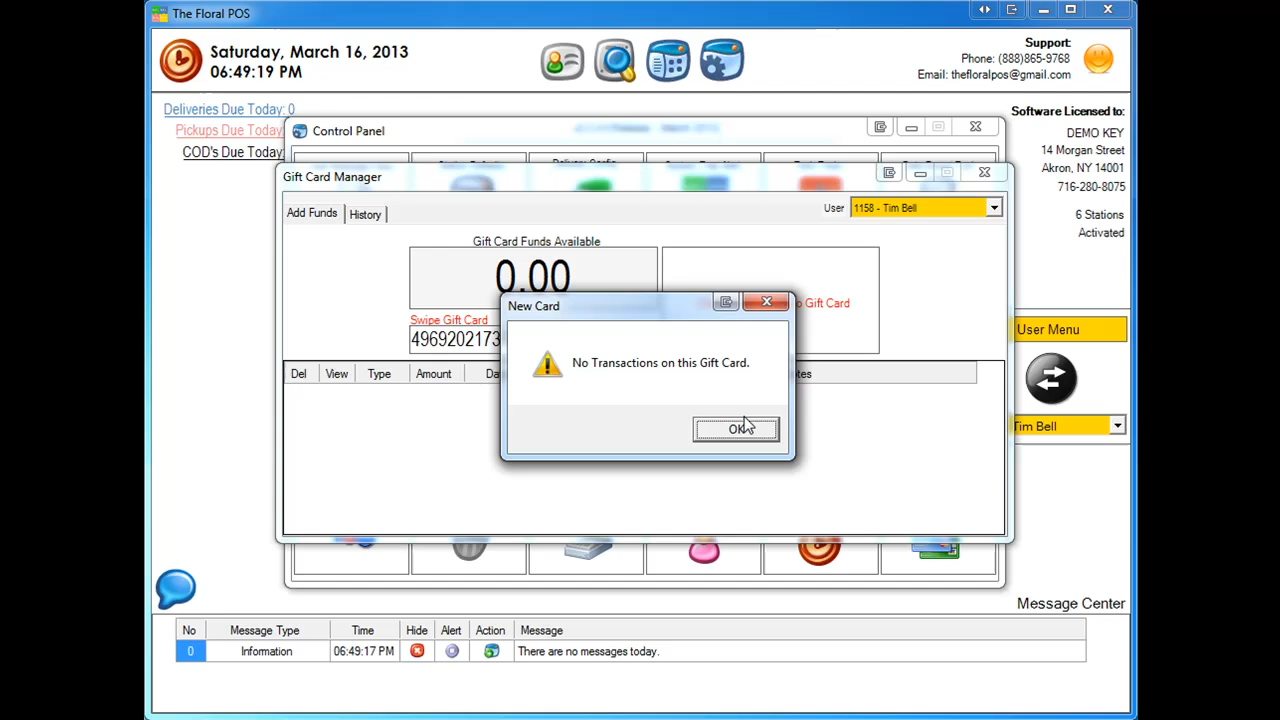 The Floral POS
Saturday, March 16, 2013
06:49:19 PM
Support:
Phone: (888)865-9768
Email: thefloralpos@gmail.com
Deliveries Due Today: 0
Pickups Due Today:
COD's Due Today:
Software Licensed to:
DEMO KEY
14 Morgan Street
Akron, NY 14001
716-280-8075
6 Stations
Activated
Control Panel
Gift Card Manager
Add Funds
History
User
1158 - Tim Bell
Gift Card Funds Available
0.00
Swipe Gift Card
4969202173
o Gift Card
New Card
No Transactions on this Gift Card.
OK
Del View Type Amount Da otes
User Menu
Tim Bell
Message Center
No Message Type Time Hide Alert Action Message
0 Information 06:49:17 PM There are no messages today.